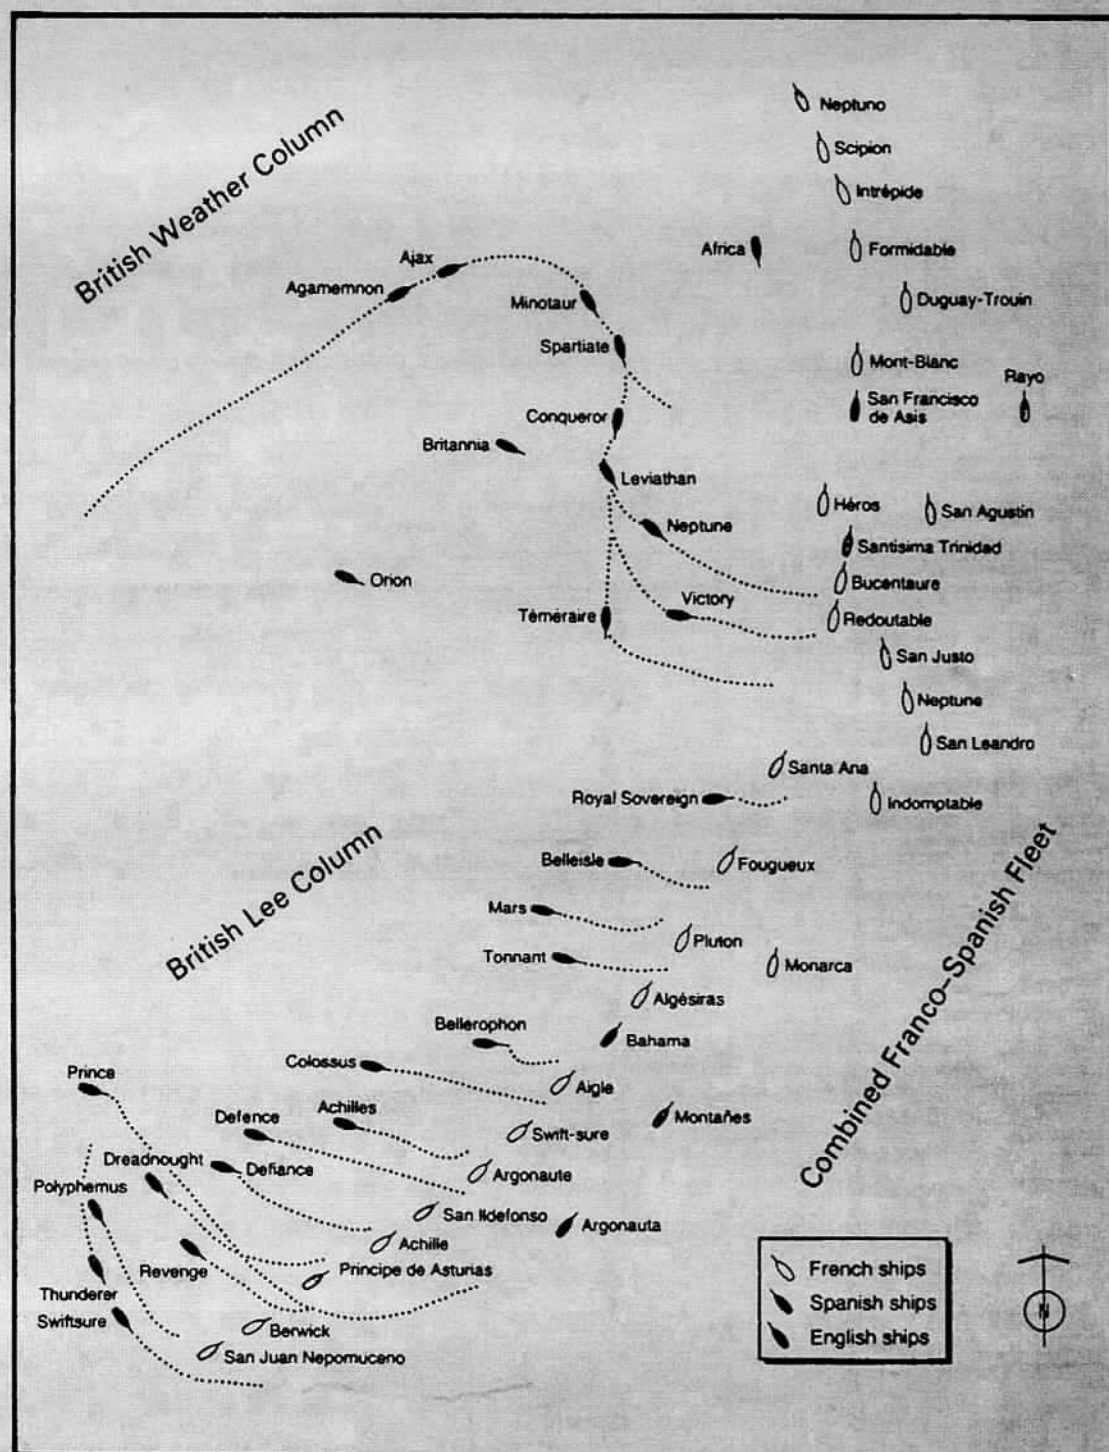 British Weather Column
Neptuno
Scipion
Intrépide
Africa
Formidable
Ajax
Agamemnon
Minotaur
Duguay-Trouin
Spartiate
Mont-Blanc
Rayo
San Francisco
de Asis
Conqueror
Britannia
Leviathan
Héros
San Agustin
Neptune
Santisima Trinidad
Orion
Bucentaure
Victory
Téméraire
Redoutable
San Justo
Neptune
San Leandro
Santa Ana
Royal Sovereign
Indomptable
British Lee Column
Belleisle
Fougueux
Mars
Pluton
Tonnant
Monarca
Algésiras
Bellerophon
Bahama
Colossus
Prince
Aigle
Achilles
Defence
Montañes
Swift-sure
Dreadnought
Defiance
Argonaute
Polyphemus
San Ildefonso
Argonauta
Achille
Revenge
Principe de Asturias
Thunderer
Swiftsure
Berwick
San Juan Nepomuceno
Combined Franco-Spanish Fleet
French ships
Spanish ships
English ships
N